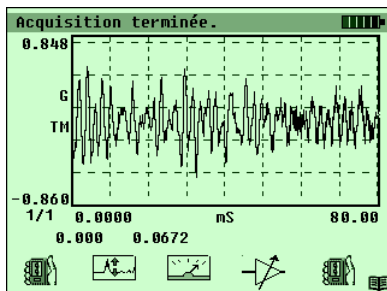 Acquisition terminée.
0.848
G
TM
-0.860
1/1 0.0000 mS 80.00
0.000 0.0672